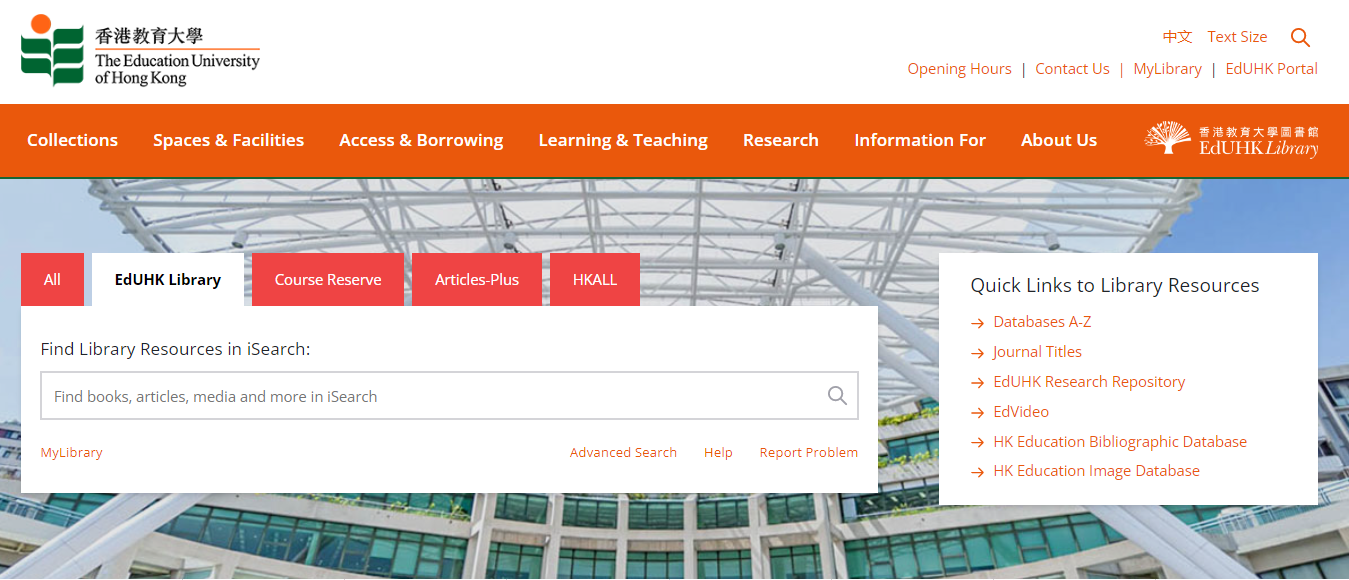 香港教育大學
The Education University
of Hong Kong
中文 Text Size
Opening Hours | Contact Us | MyLibrary | EdUHK Portal
Collections Spaces & Facilities Access & Borrowing Learning & Teaching Research Information For About Us
香港教育大學圖書館
EdUHK Library
All EdUHK Library Course Reserve Articles-Plus HKALL
Find Library Resources in iSearch:
Find books, articles, media and more in iSearch
MyLibrary Advanced Search Help Report Problem
Quick Links to Library Resources
Databases A-Z
Journal Titles
EdUHK Research Repository
EdVideo
HK Education Bibliographic Database
HK Education Image Database